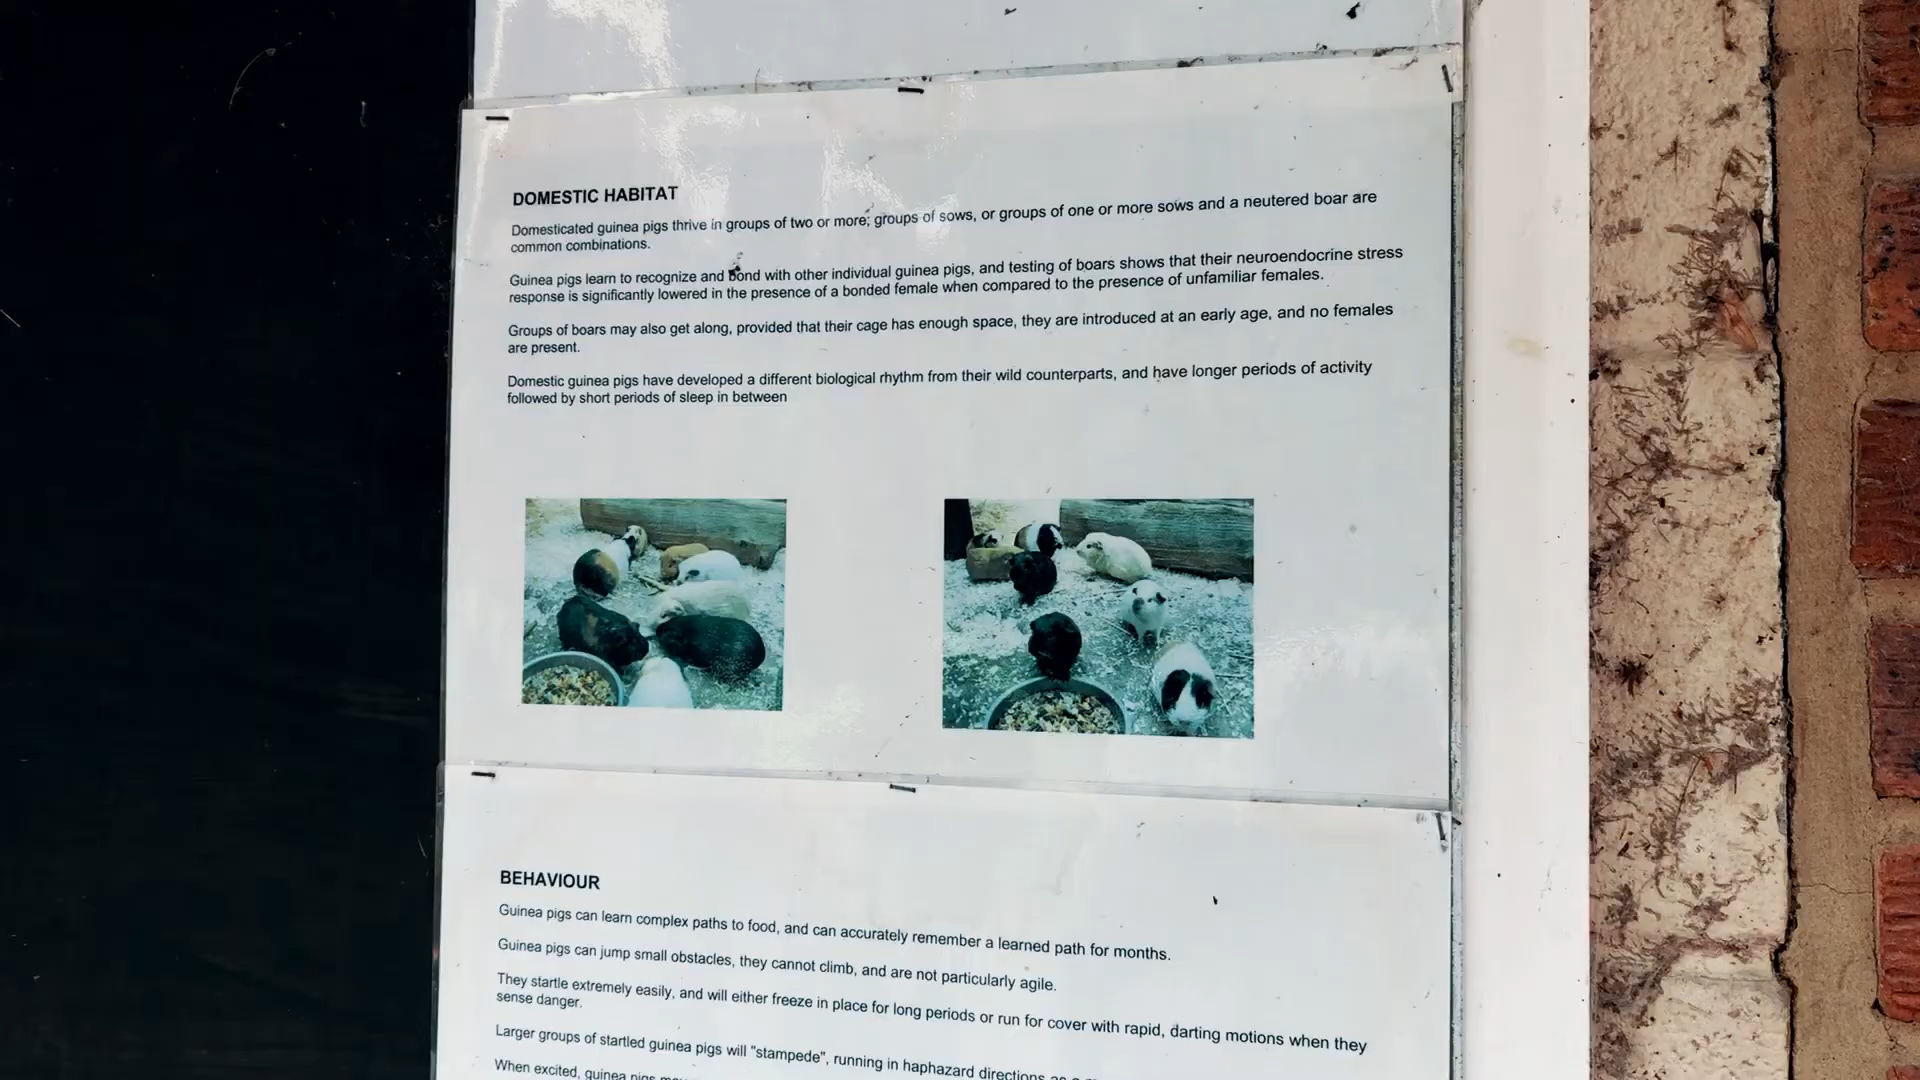 DOMESTIC HABITAT
Domesticated guinea pigs thrive in groups of two or more; groups of sows, or groups of one or more sows and a neutered boar are
common combinations.
Guinea pigs learn to recognize and bond with other individual guinea pigs, and testing of boars shows that their neuroendocrine stress
response is significantly lowered in the presence of a bonded female when compared to the presence of unfamiliar females.
Groups of boars may also get along, provided that their cage has enough space, they are introduced at an early age, and no females
are present.
Domestic guinea pigs have developed a different biological rhythm from their wild counterparts, and have longer periods of activity
followed by short periods of sleep in between
BEHAVIOUR
Guinea pigs can learn complex paths to food, and can accurately remember a learned path for months.
Guinea pigs can jump small obstacles, they cannot climb, and are not particularly agile.
They startle extremely easily, and will either freeze in place for long periods or run for cover with rapid, darting motions when they
sense danger.
Larger groups of startled guinea pigs will "stampede", running in haphazard directions
When excited, guinea pigs